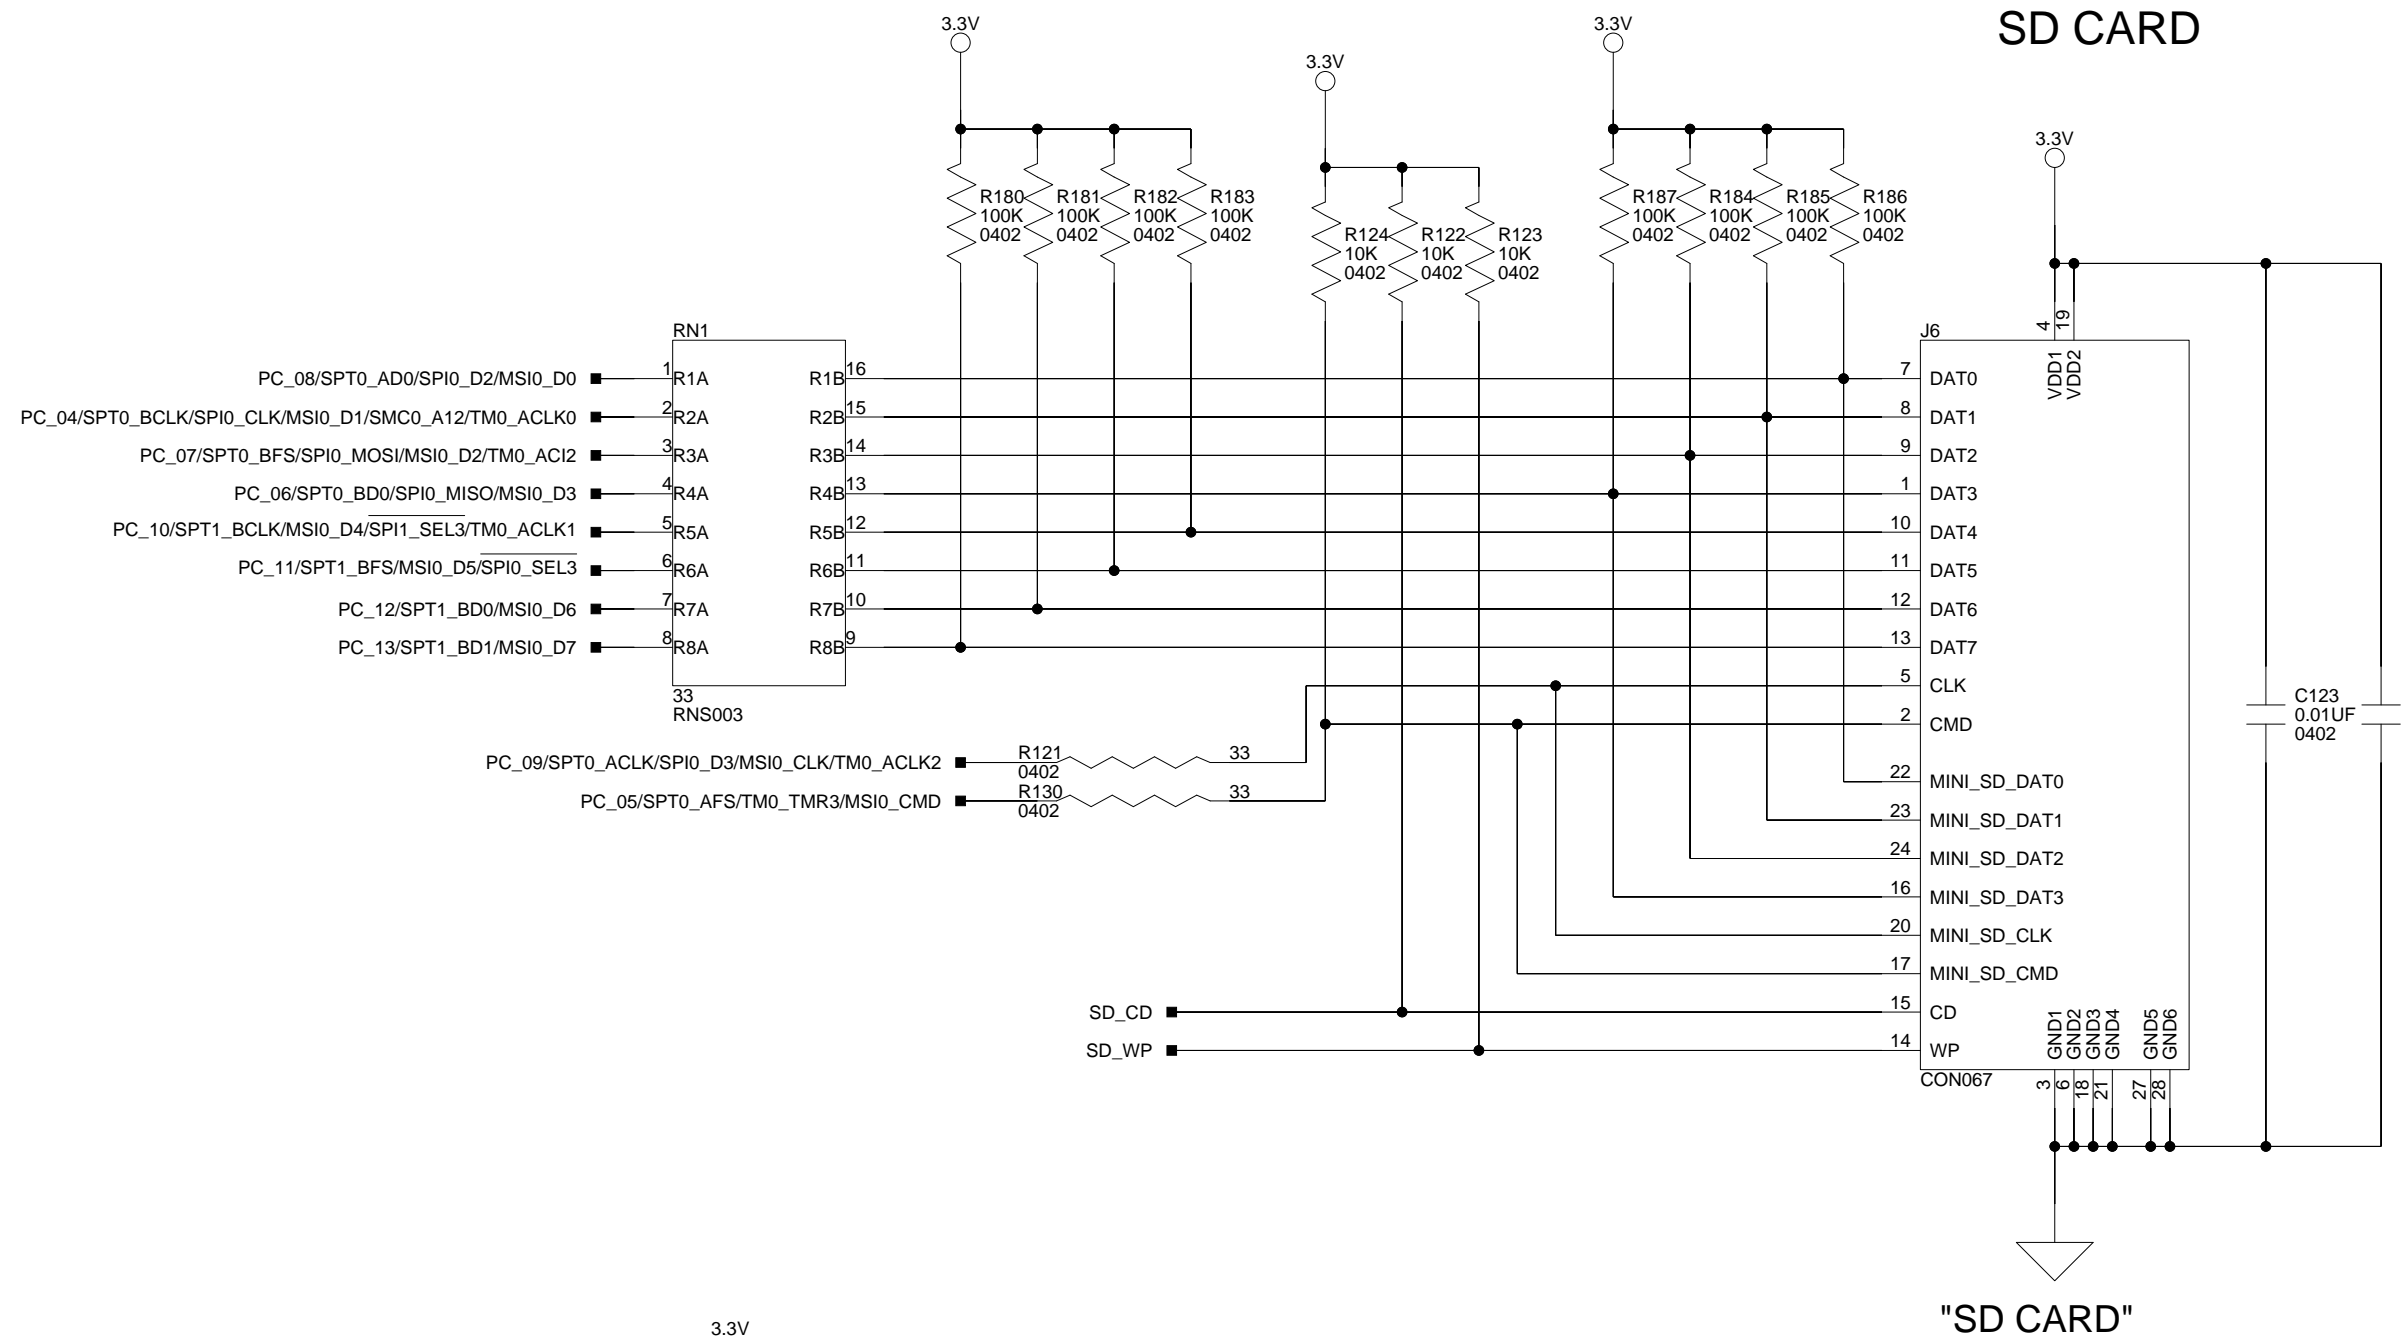 SD CARD
3.3V
3.3V
3.3V
3.3V
R180
100K
0402
R181
100K
0402
R182
100K
0402
R183
100K
0402
R124
10K
0402
R122
10K
0402
R123
10K
0402
R187
100K
0402
R184
100K
0402
R185
100K
0402
R186
100K
0402
RN1
PC_08/SPT0_AD0/SPI0_D2/MSI0_D0 1 R1A R1B 16
PC_04/SPT0_BCLK/SPI0_CLK/MSI0_D1/SMC0_A12/TM0_ACLK0 2 R2A R2B 15
PC_07/SPT0_BFS/SPI0_MOSI/MSI0_D2/TM0_ACI2 3 R3A R3B 14
PC_06/SPT0_BD0/SPI0_MISO/MSI0_D3 4 R4A R4B 13
PC_10/SPT1_BCLK/MSI0_D4/SPI1_SEL3/TM0_ACLK1 5 R5A R5B 12
PC_11/SPT1_BFS/MSI0_D5/SPI0_SEL3 6 R6A R6B 11
PC_12/SPT1_BD0/MSI0_D6 7 R7A R7B 10
PC_13/SPT1_BD1/MSI0_D7 8 R8A R8B 9
33
RNS003
PC_09/SPT0_ACLK/SPI0_D3/MSI0_CLK/TM0_ACLK2 R121 33
0402
PC_05/SPT0_AFS/TM0_TMR3/MSI0_CMD R130 33
0402
SD_CD
SD_WP
J6
4 VDD1
19 VDD2
7 DAT0
8 DAT1
9 DAT2
1 DAT3
10 DAT4
11 DAT5
12 DAT6
13 DAT7
5 CLK
2 CMD
22 MINI_SD_DAT0
23 MINI_SD_DAT1
24 MINI_SD_DAT2
16 MINI_SD_DAT3
20 MINI_SD_CLK
17 MINI_SD_CMD
15 CD
14 WP
GND1 3
GND2 6
GND3 18
GND4 21
GND5 27
GND6 28
CON067
C123
0.01UF
0402
"SD CARD"
3.3V